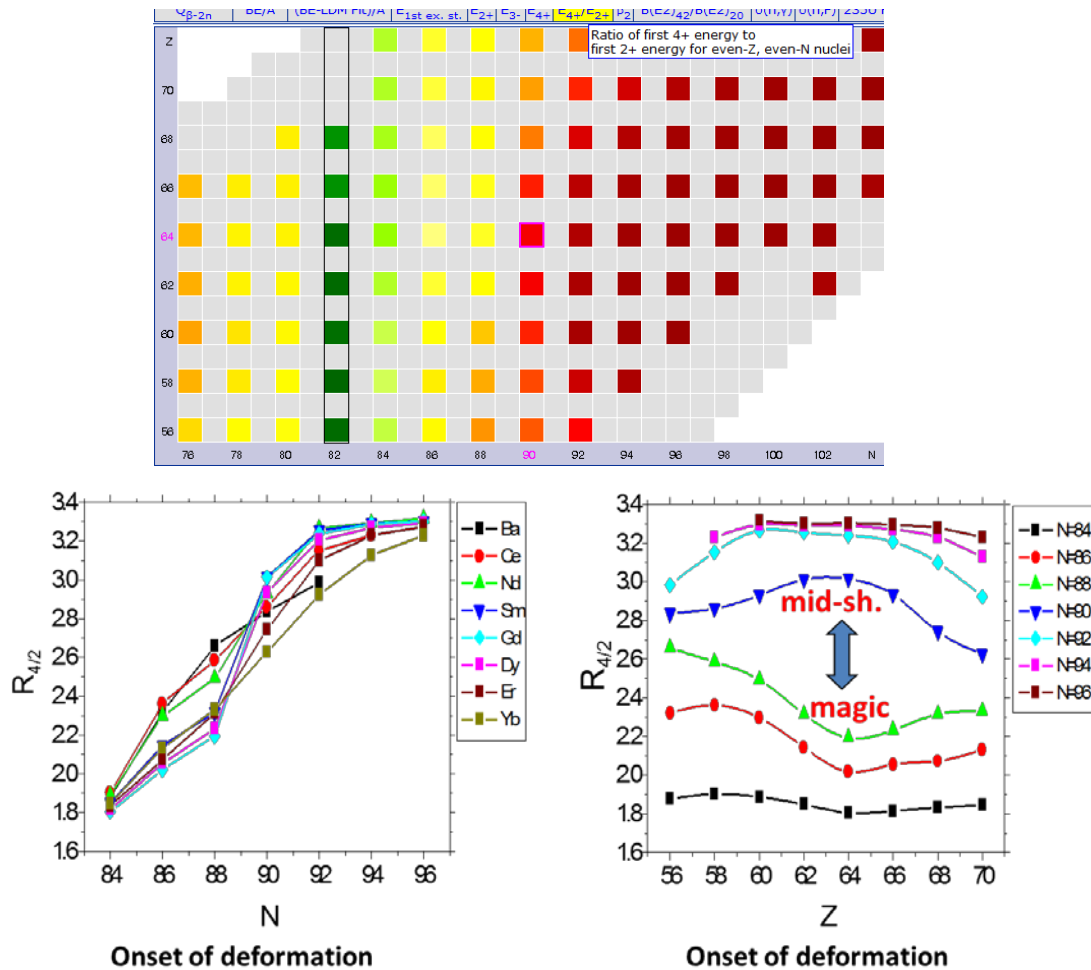 Qβ-2n BE/A (BE-LDM Fit)/A E1st ex. st. E2+ E3- E4+ E4+/E2+ β2 B(E2)42/B(E2)20 σ(n,γ) σ(n,F) 235U F
Z
Ratio of first 4+ energy to
first 2+ energy for even-Z, even-N nuclei
70
68
66
64
62
60
58
56
76 78 80 82 84 86 88 90 92 94 96 98 100 102 N
R4/2
3.4
3.2
3.0
2.8
2.6
2.4
2.2
2.0
1.8
1.6
84 86 88 90 92 94 96
N
Ba
Ce
Nd
Sm
Gd
Dy
Er
Yb
Onset of deformation
R4/2
3.4
3.2
3.0
2.8
2.6
2.4
2.2
2.0
1.8
1.6
56 58 60 62 64 66 68 70
Z
mid-sh.
magic
N=84
N=86
N=88
N=90
N=92
N=94
N=96
Onset of deformation